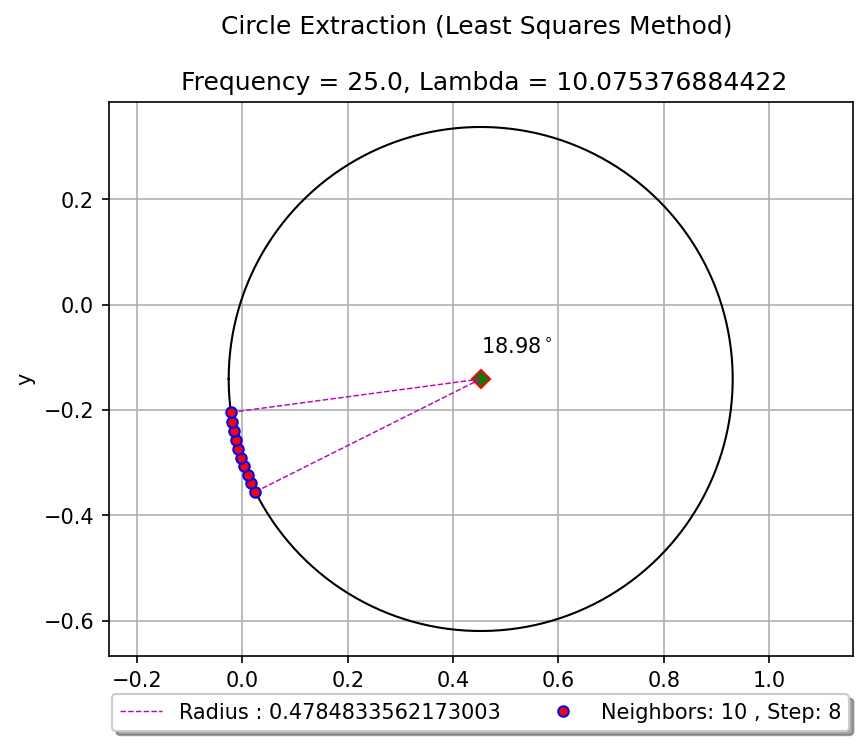 Circle Extraction (Least Squares Method)
Frequency = 25.0, Lambda = 10.075376884422
0.2
0.0
−0.2
−0.4
−0.6
y
18.98°
−0.2 0.0 0.2 0.4 0.6 0.8 1.0
Radius : 0.4784833562173003 Neighbors: 10 , Step: 8